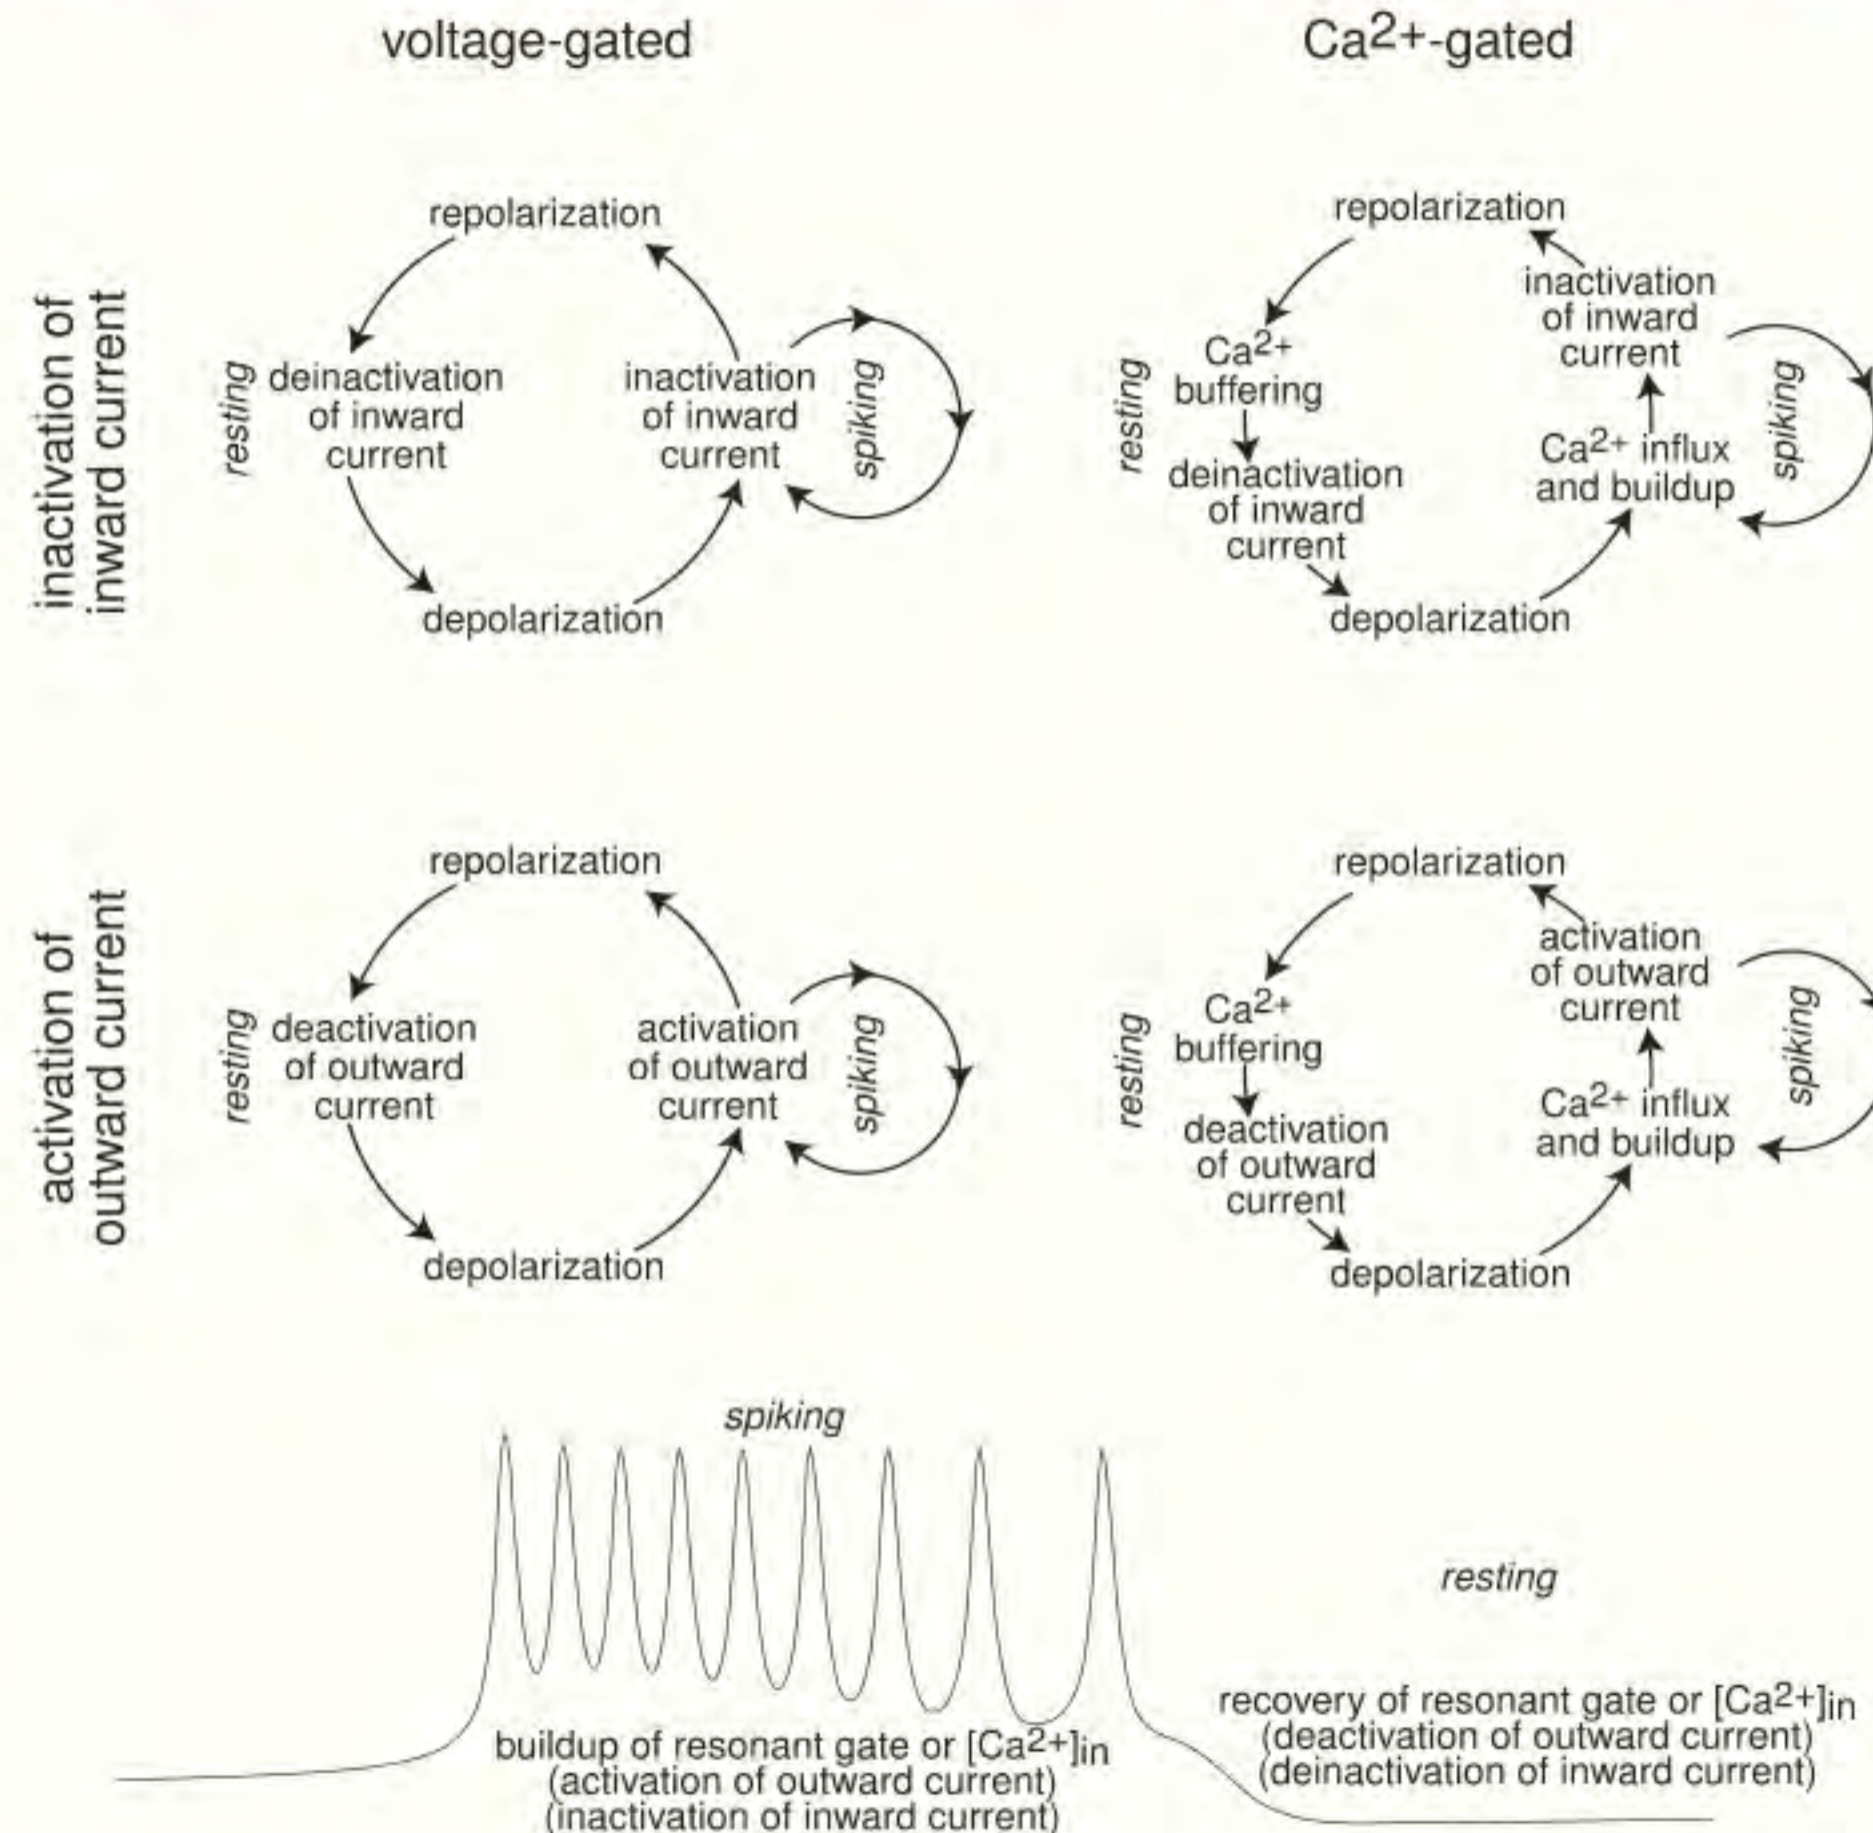 voltage-gated
Ca2+-gated
inactivation of
inward current
repolarization
resting
deinactivation
of inward
current
inactivation
of inward
current
spiking
depolarization
repolarization
resting
Ca2+
buffering
deinactivation
of inward
current
inactivation
of inward
current
Ca2+ influx
and buildup
spiking
depolarization
activation of
outward current
repolarization
resting
deactivation
of outward
current
activation
of outward
current
spiking
depolarization
repolarization
resting
Ca2+
buffering
deactivation
of outward
current
activation
of outward
current
Ca2+ influx
and buildup
spiking
depolarization
spiking
resting
buildup of resonant gate or [Ca2+]in
(activation of outward current)
(inactivation of inward current)
recovery of resonant gate or [Ca2+]in
(deactivation of outward current)
(deinactivation of inward current)